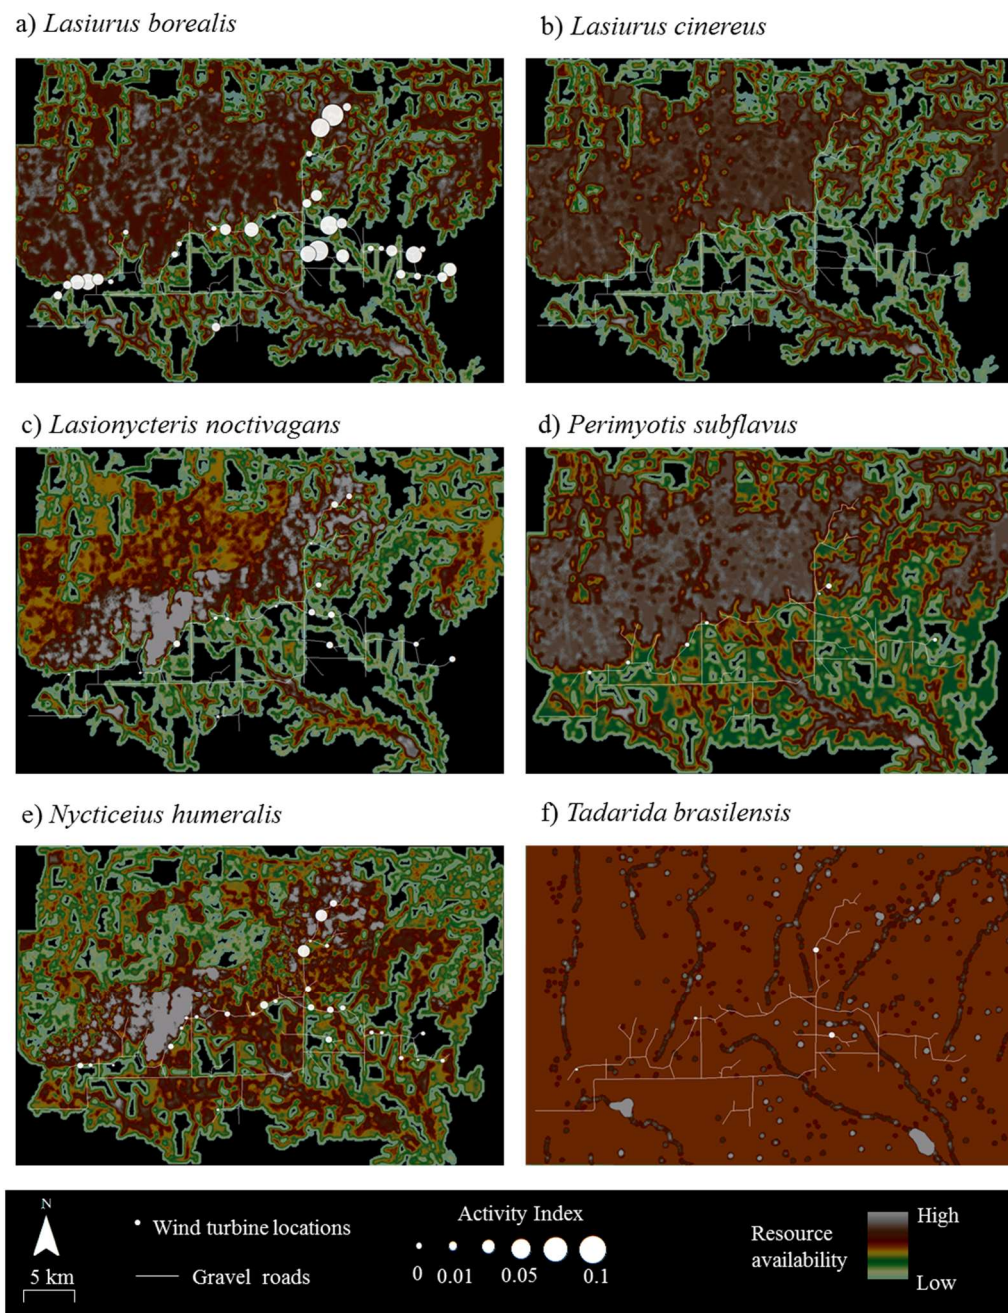 a) Lasiurus borealis
b) Lasiurus cinereus
c) Lasionycteris noctivagans
d) Perimyotis subflavus
e) Nycticeius humeralis
f) Tadarida brasilensis
N
5 km
Wind turbine locations
Gravel roads
Activity Index
0 0.01 0.05 0.1
Resource
availability
High
Low